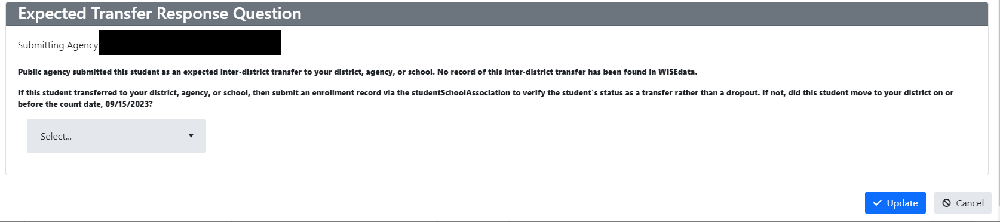 Expected Transfer Response Question
Submitting Agency:
Public agency submitted this student as an expected inter-district transfer to your district, agency, or school. No record of this inter-district transfer has been found in WISEdata.
If this student transferred to your district, agency, or school, then submit an enrollment record via the studentSchoolAssociation to verify the student's status as a transfer rather than a dropout. If not, did this student move to your district on or
before the count date, 09/15/2023?
Select...
Update
Cancel